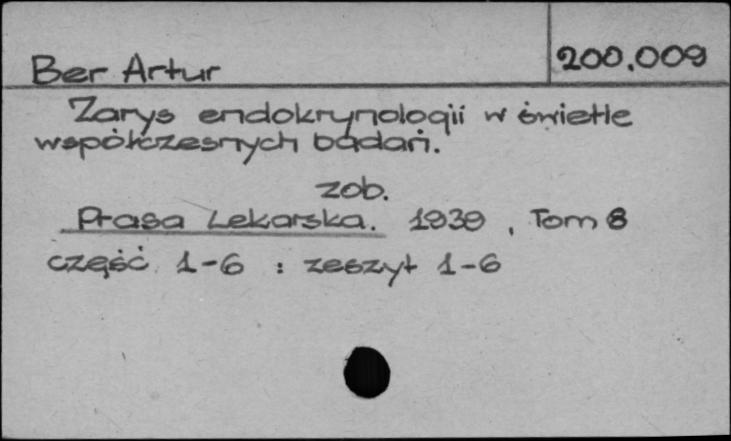 Ber Artur
200.009
Zarys endokrynologii w świetle
współczesnych badań.
zob.
Prasa Lekarska. 1939, Tom 8
część 1-6 : zeszyt 1-6